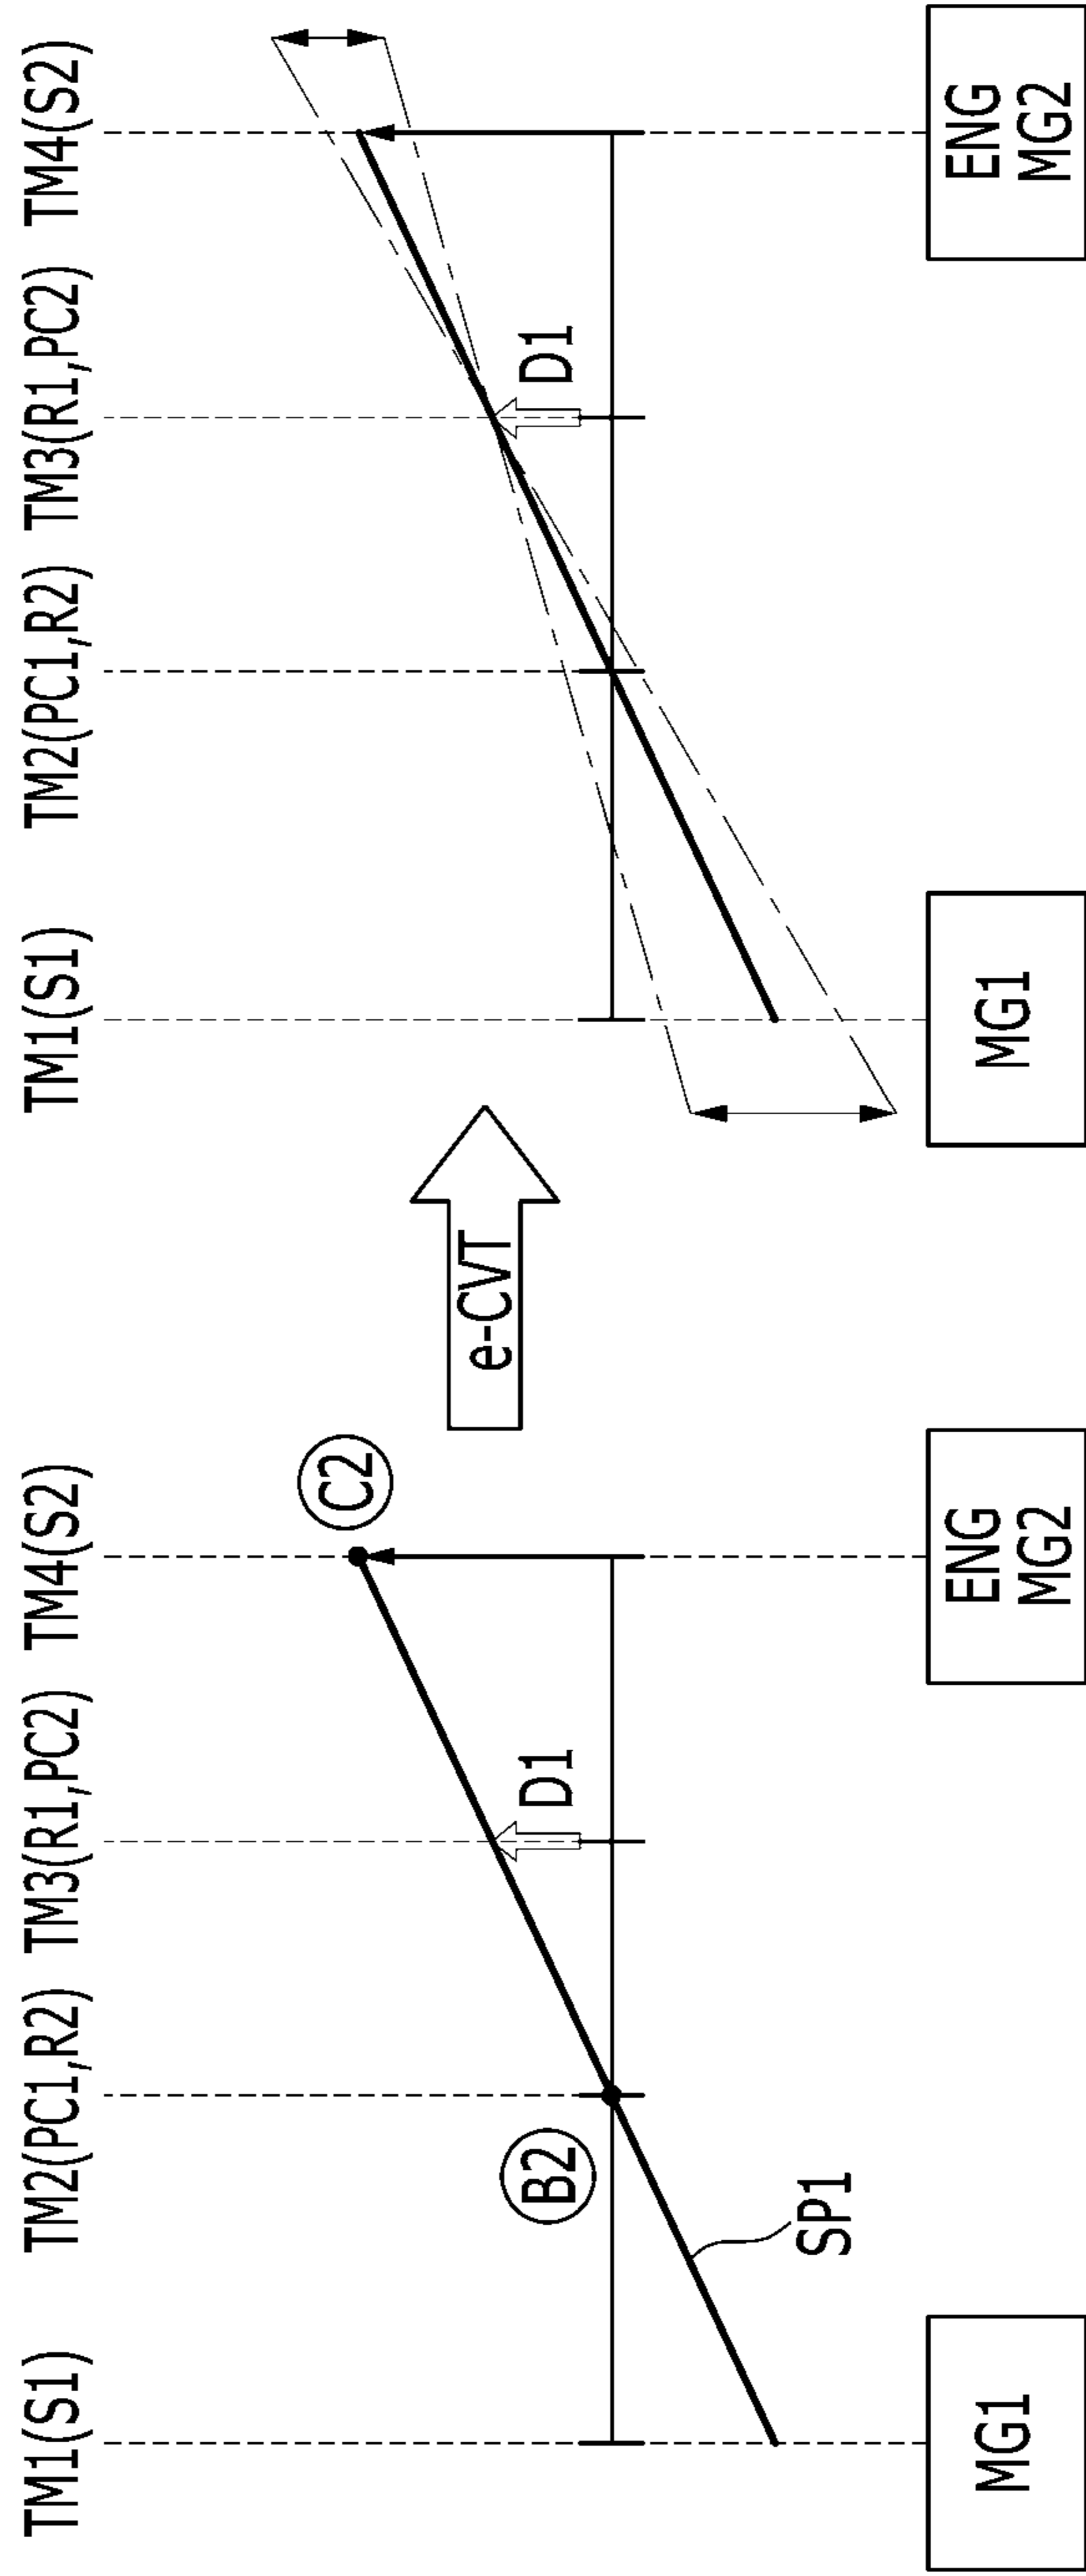 TM1(S1) TM2(PC1,R2) TM3(R1,PC2) TM4(S2)
C2
D1
B2
SP1
MG1
ENG
MG2
e-CVT
TM1(S1) TM2(PC1,R2) TM3(R1,PC2) TM4(S2)
D1
MG1
ENG
MG2